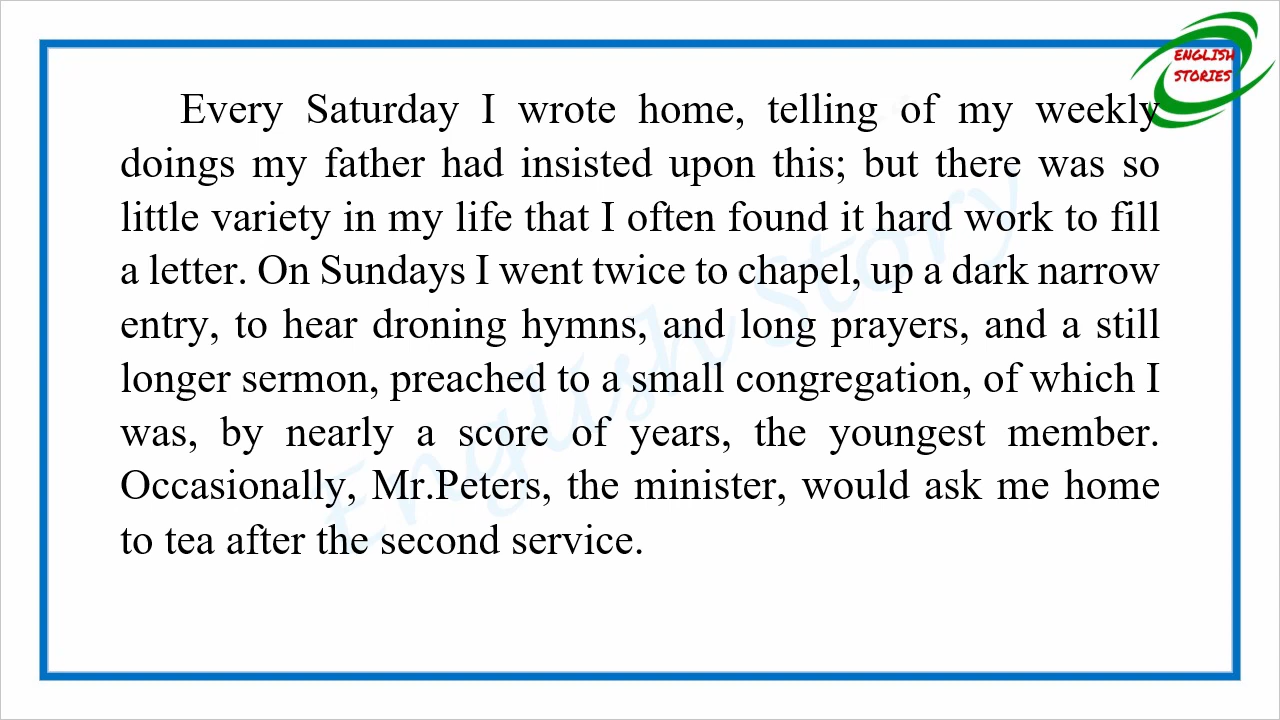 ENGLISH
STORIES
Every Saturday I wrote home, telling of my weekly
doings my father had insisted upon this; but there was so
little variety in my life that I often found it hard work to fill
a letter. On Sundays I went twice to chapel, up a dark narrow
entry, to hear droning hymns, and long prayers, and a still
longer sermon, preached to a small congregation, of which I
was, by nearly a score of years, the youngest member.
Occasionally, Mr.Peters, the minister, would ask me home
to tea after the second service.
English Story